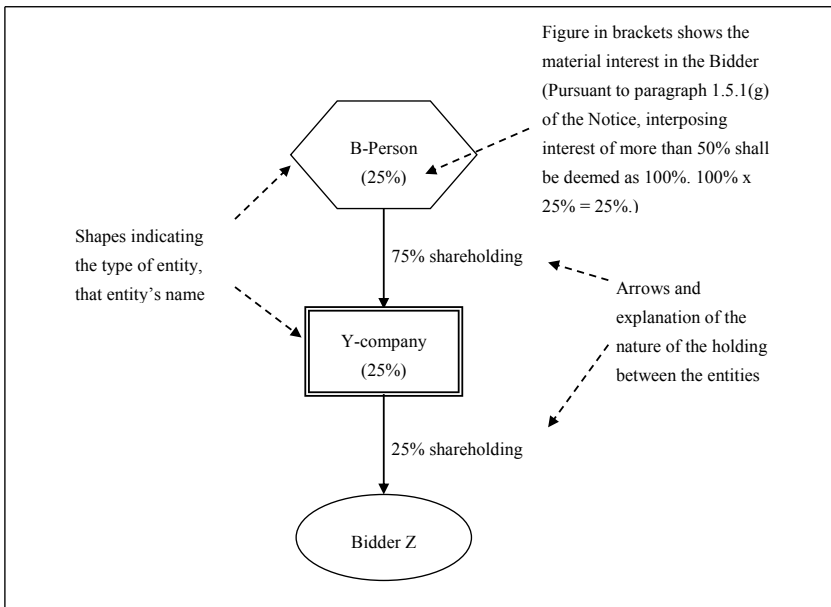 Figure in brackets shows the
material interest in the Bidder
(Pursuant to paragraph 1.5.1(g)
of the Notice, interposing
interest of more than 50% shall
be deemed as 100%. 100% x
25% = 25%.)
B-Person
(25%)
Shapes indicating
the type of entity,
that entity's name
75% shareholding
Arrows and
explanation of the
nature of the holding
between the entities
Y-company
(25%)
25% shareholding
Bidder Z